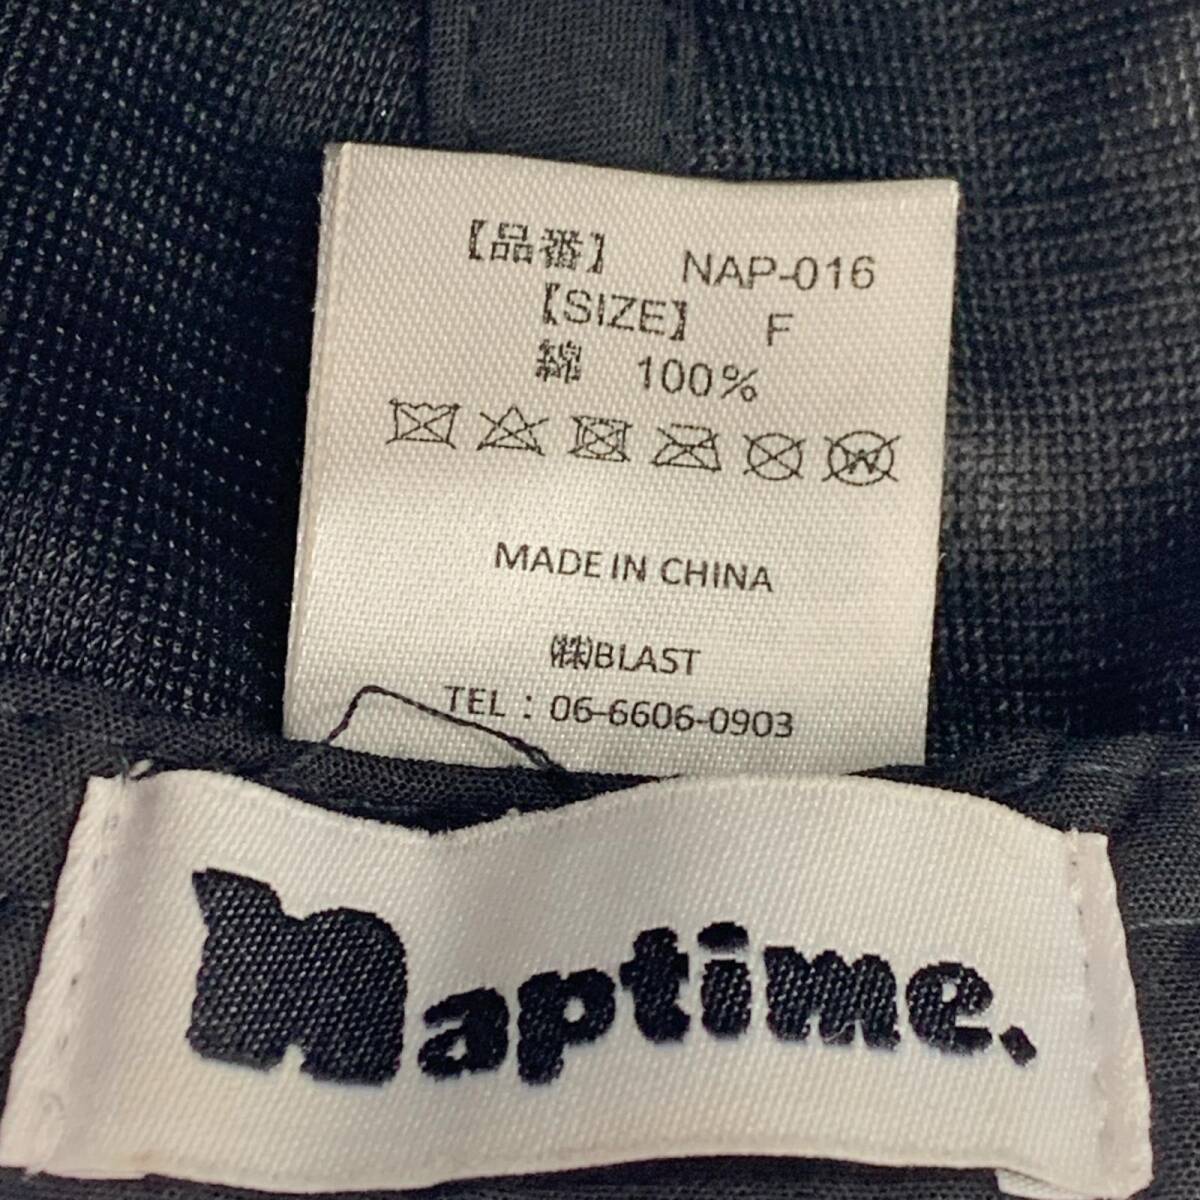 【品番】 NAP-016
【SIZE】 F
綿 100%
W
MADE IN CHINA
㈱BLAST
TEL：06-6606-0903
naptime.